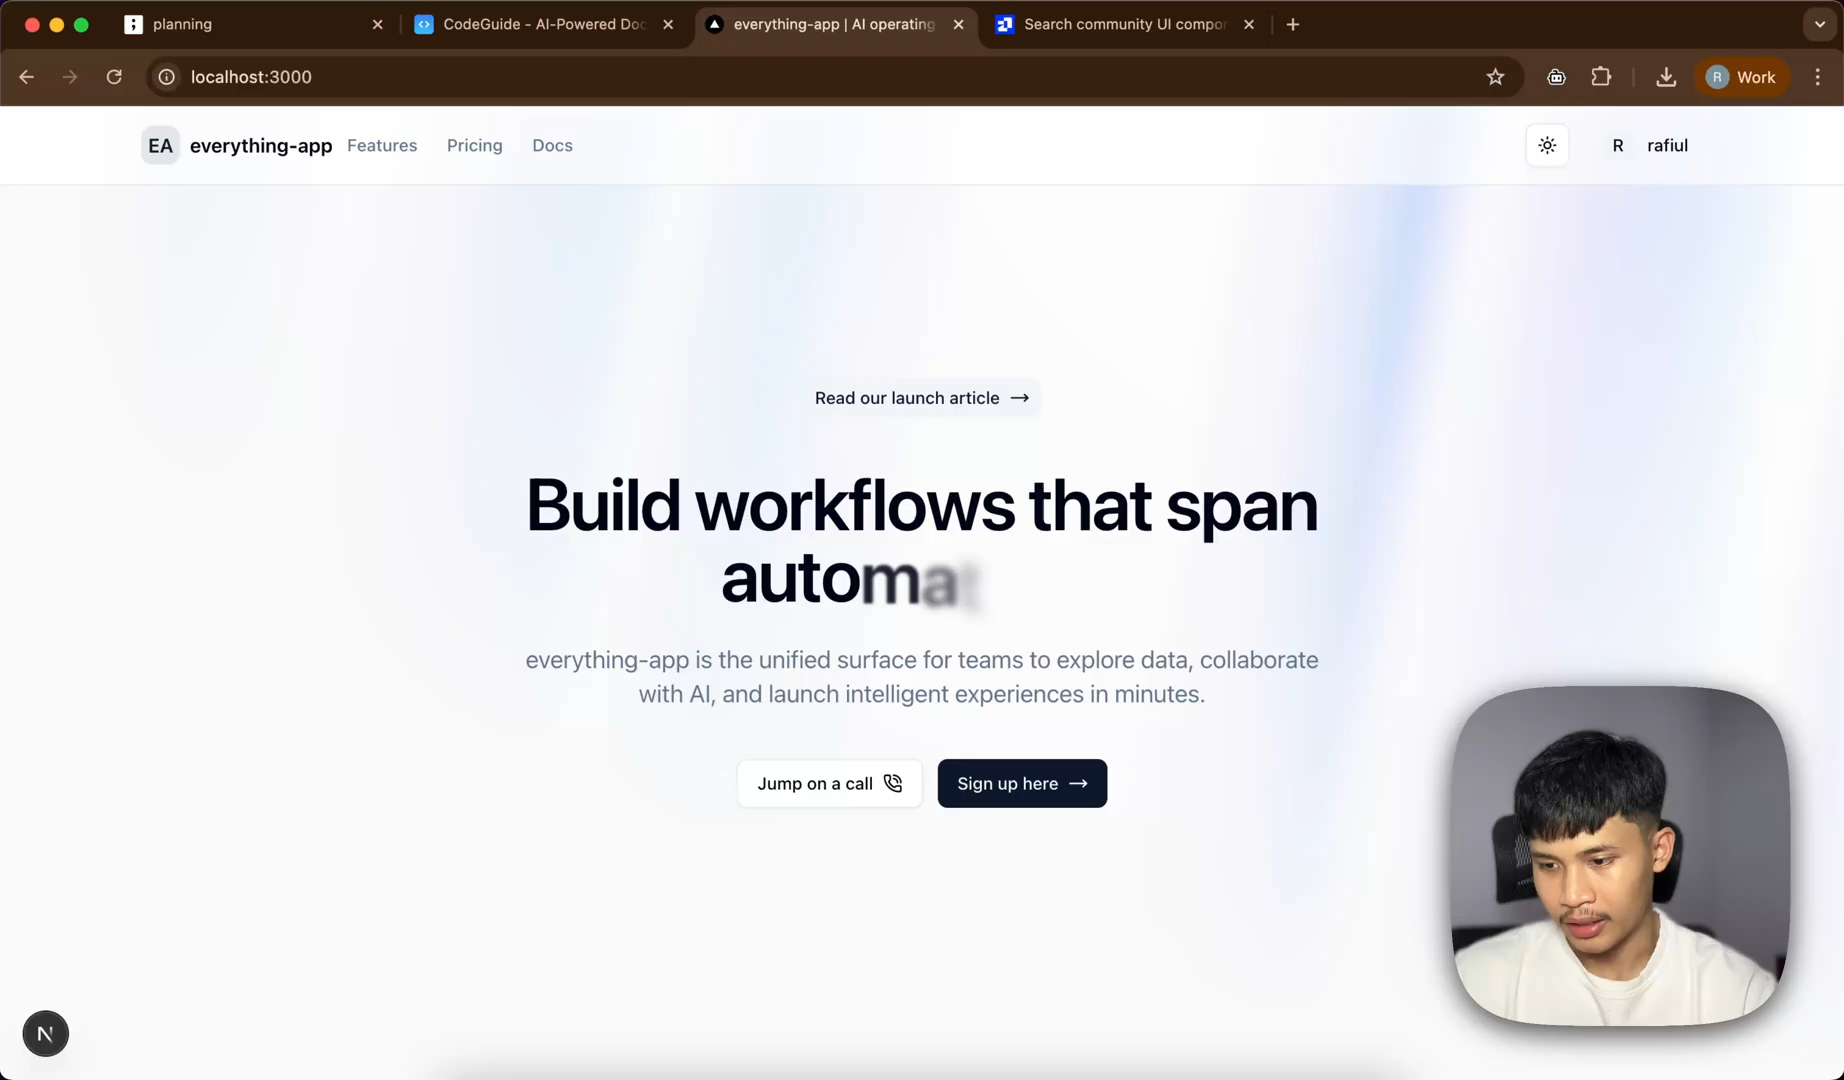 planning
CodeGuide - AI-Powered Doc
everything-app | AI operating
Search community UI compor
localhost:3000
R Work
EA everything-app Features Pricing Docs
R rafiul
Read our launch article →
Build workflows that span
automat
everything-app is the unified surface for teams to explore data, collaborate
with AI, and launch intelligent experiences in minutes.
Jump on a call
Sign up here →
N